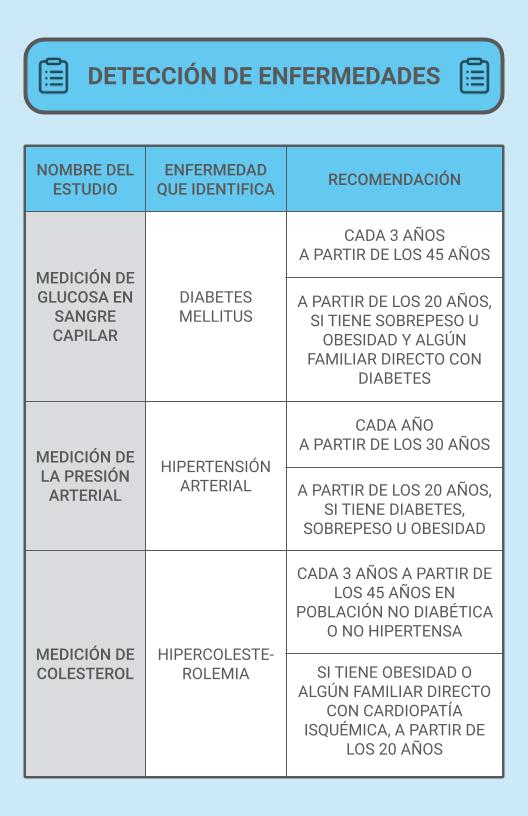 DETECCIÓN DE ENFERMEDADES
NOMBRE DEL
ESTUDIO
ENFERMEDAD
QUE IDENTIFICA
RECOMENDACIÓN
MEDICIÓN DE
GLUCOSA EN
SANGRE
CAPILAR
DIABETES
MELLITUS
CADA 3 AÑOS
A PARTIR DE LOS 45 AÑOS
A PARTIR DE LOS 20 AÑOS,
SI TIENE SOBREPESO U
OBESIDAD Y ALGÚN
FAMILIAR DIRECTO CON
DIABETES
MEDICIÓN DE
LA PRESIÓN
ARTERIAL
HIPERTENSIÓN
ARTERIAL
CADA AÑO
A PARTIR DE LOS 30 AÑOS
A PARTIR DE LOS 20 AÑOS,
SI TIENE DIABETES,
SOBREPESO U OBESIDAD
MEDICIÓN DE
COLESTEROL
HIPERCOLESTE-
ROLEMIA
CADA 3 AÑOS A PARTIR DE
LOS 45 AÑOS EN
POBLACIÓN NO DIABÉTICA
O NO HIPERTENSA
SI TIENE OBESIDAD O
ALGÚN FAMILIAR DIRECTO
CON CARDIOPATÍA
ISQUÉMICA, A PARTIR DE
LOS 20 AÑOS